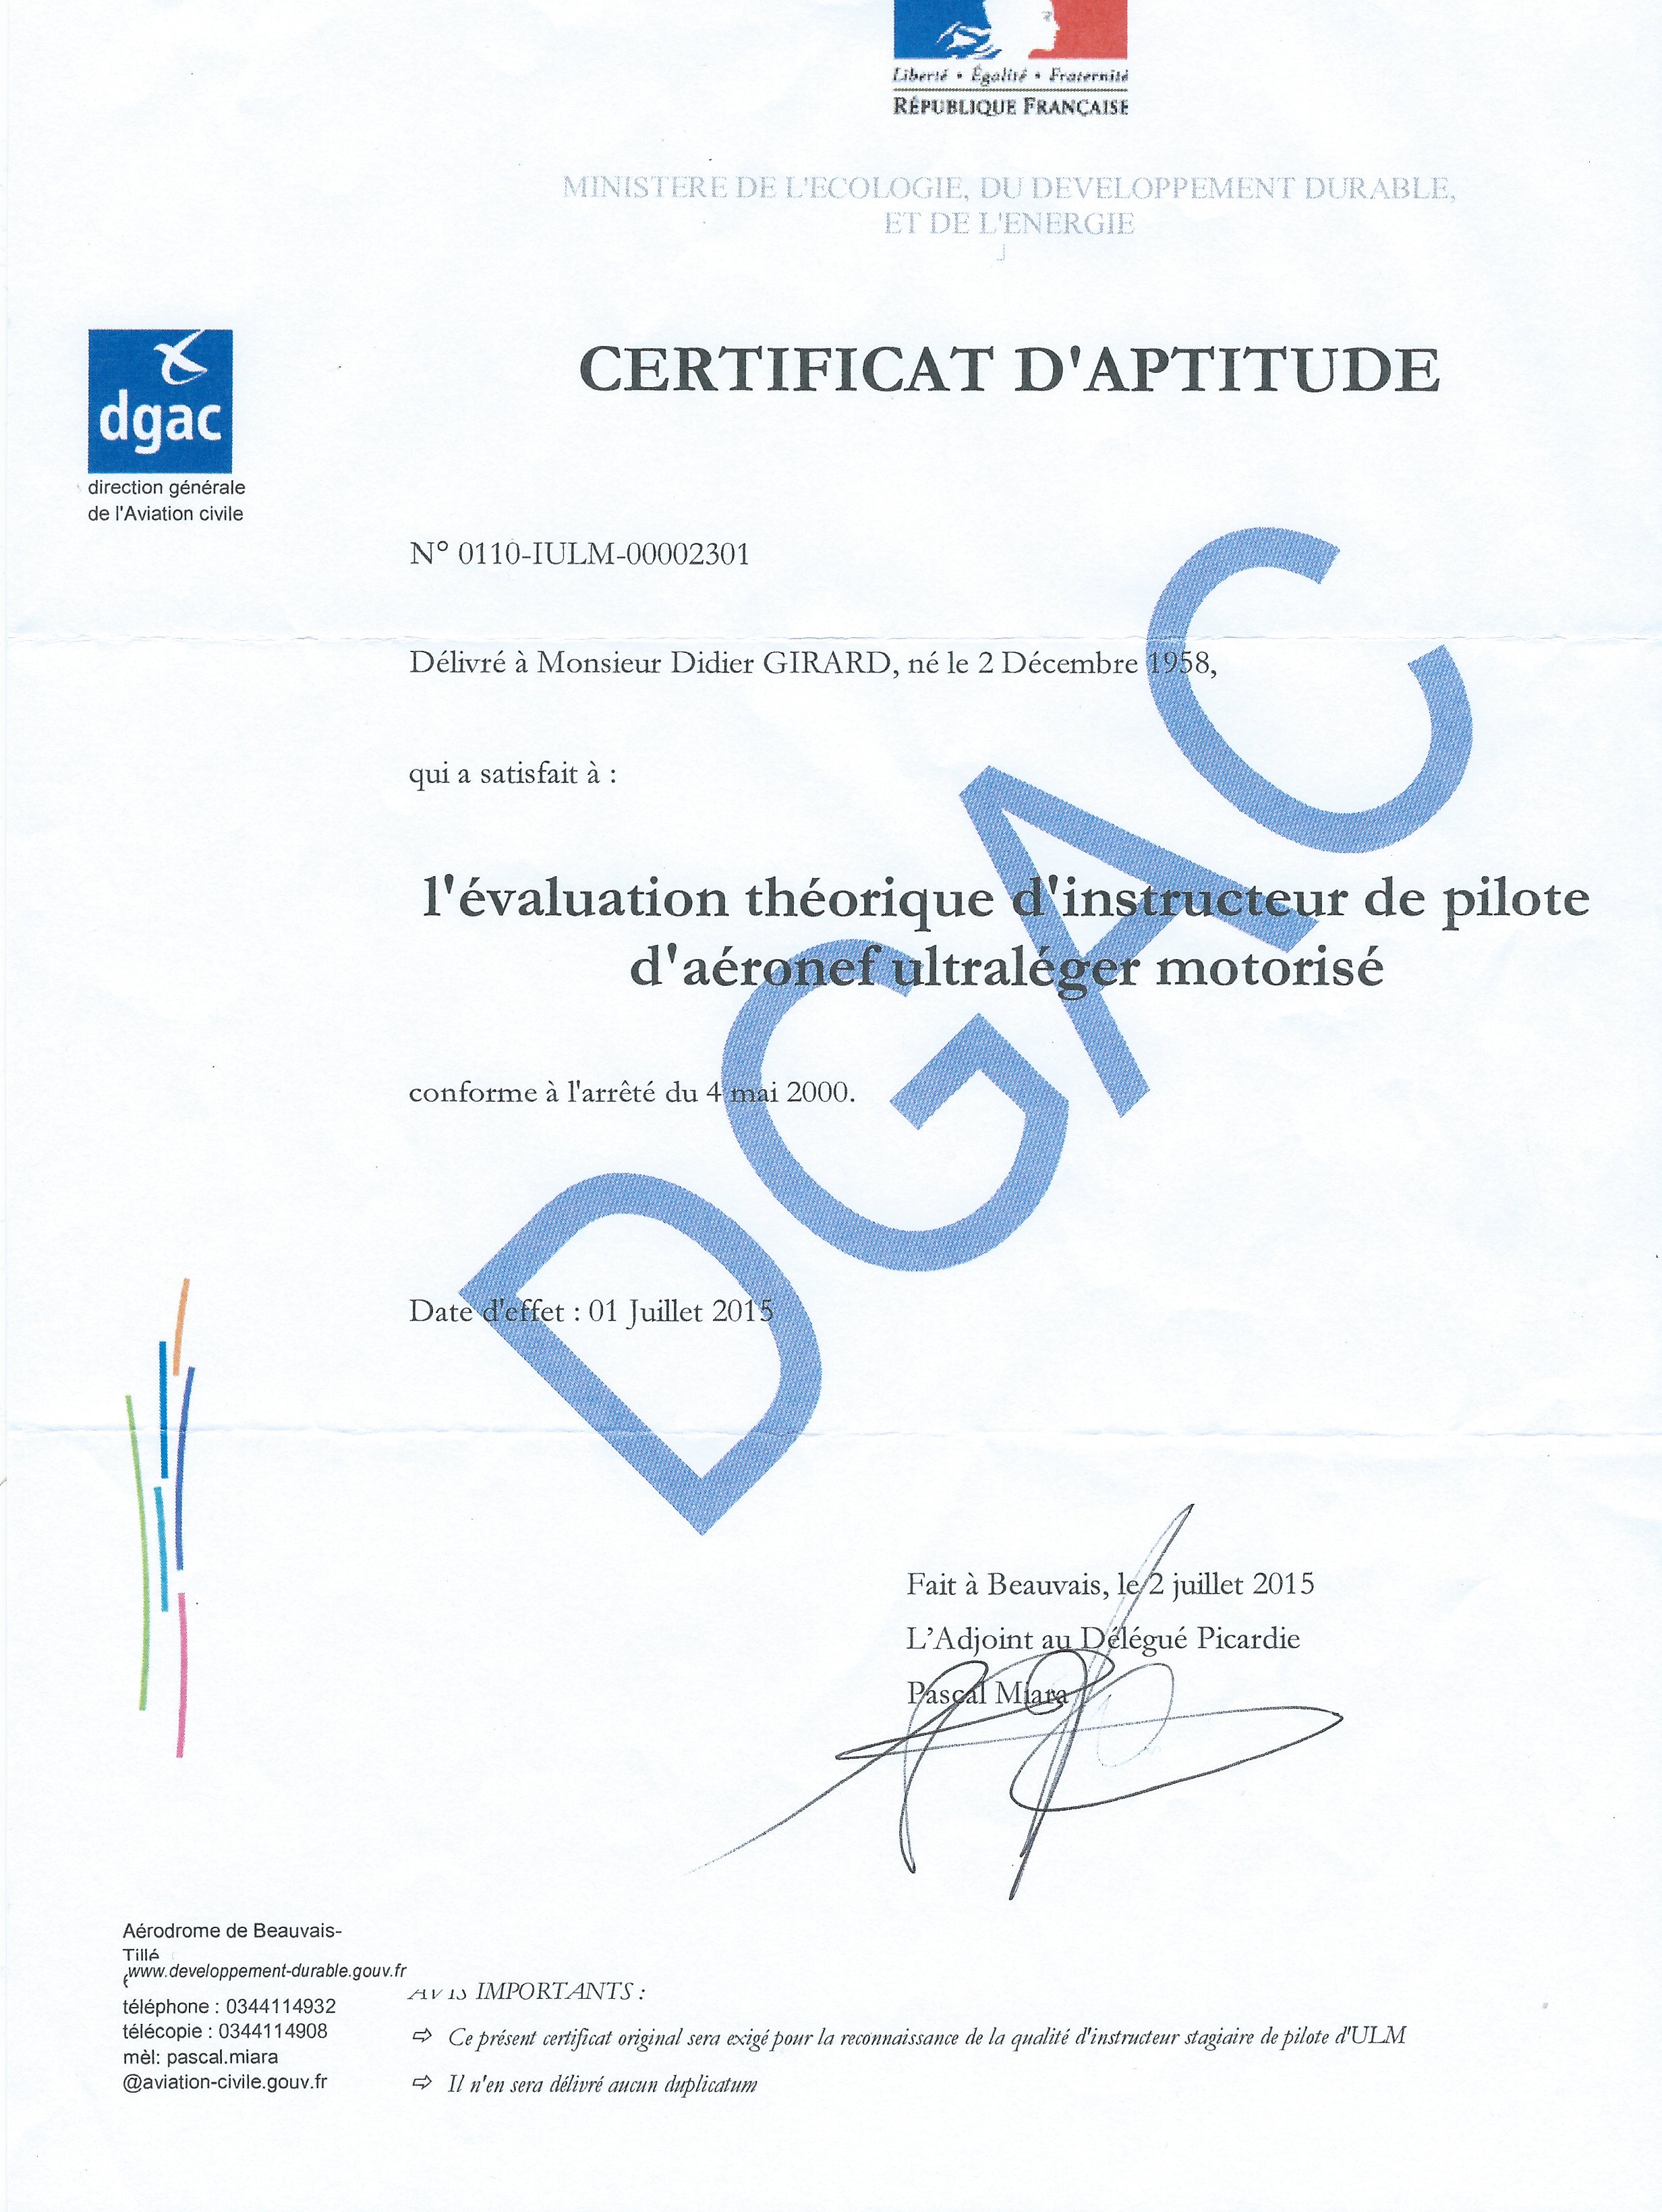 Liberté • Égalité • Fraternité
RÉPUBLIQUE FRANÇAISE
MINISTERE DE L'ECOLOGIE, DU DEVELOPPEMENT DURABLE,
ET DE L'ENERGIE
dgac
direction générale
de l'Aviation civile
CERTIFICAT D'APTITUDE
N° 0110-IULM-00002301
Délivré à Monsieur Didier GIRARD, né le 2 Décembre 1958,
qui a satisfait à :
l'évaluation théorique d'instructeur de pilote
d'aéronef ultraléger motorisé
conforme à l'arrêté du 4 mai 2000.
Date d'effet : 01 Juillet 2015
DGAC
Fait à Beauvais, le 2 juillet 2015
L’Adjoint au Délégué Picardie
Pascal Miara
Aérodrome de Beauvais-
Tillé
www.developpement-durable.gouv.fr
téléphone : 0344114932
télécopie : 0344114908
mèl: pascal.miara
@aviation-civile.gouv.fr
AVIS IMPORTANTS :
⇨ Ce présent certificat original sera exigé pour la reconnaissance de la qualité d'instructeur stagiaire de pilote d'ULM
⇨ Il n'en sera délivré aucun duplicatum